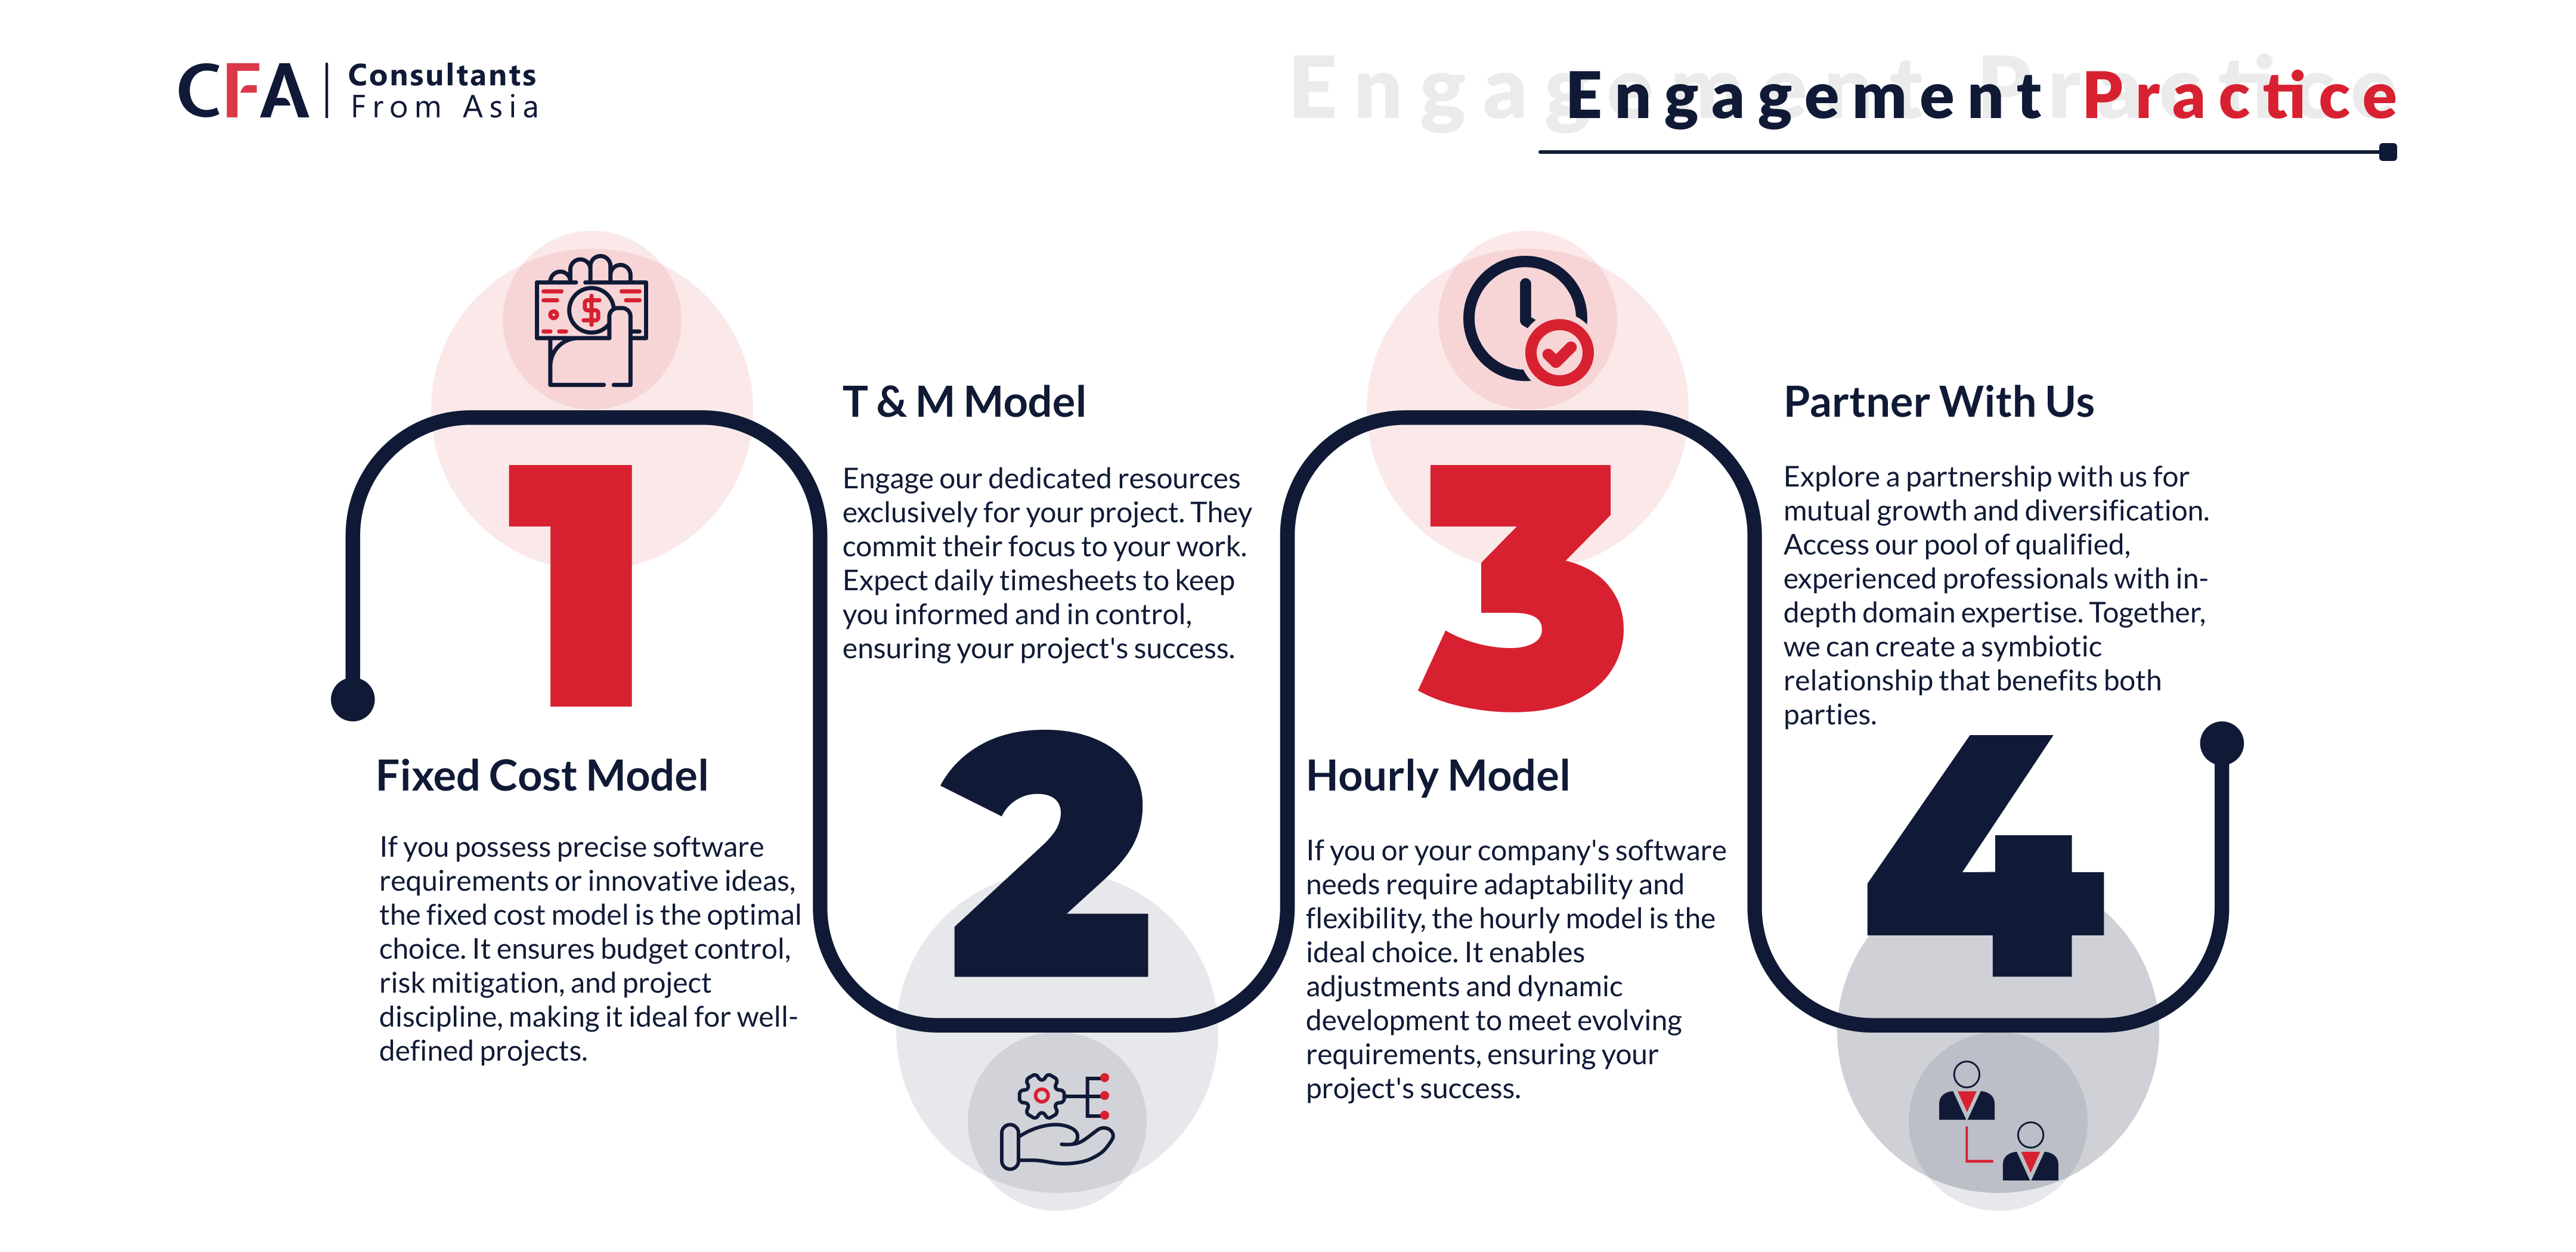 CFA
Consultants
From Asia
Engagement Practice
Engagement Practice
1
Fixed Cost Model
If you possess precise software
requirements or innovative ideas,
the fixed cost model is the optimal
choice. It ensures budget control,
risk mitigation, and project
discipline, making it ideal for well-
defined projects.
T & M Model
Engage our dedicated resources
exclusively for your project. They
commit their focus to your work.
Expect daily timesheets to keep
you informed and in control,
ensuring your project's success.
2
3
Hourly Model
If you or your company's software
needs require adaptability and
flexibility, the hourly model is the
ideal choice. It enables
adjustments and dynamic
development to meet evolving
requirements, ensuring your
project's success.
Partner With Us
Explore a partnership with us for
mutual growth and diversification.
Access our pool of qualified,
experienced professionals with in-
depth domain expertise. Together,
we can create a symbiotic
relationship that benefits both
parties.
4
$